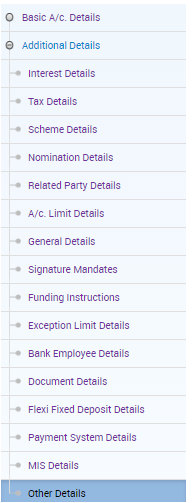 Basic A/c. Details
Additional Details
Interest Details
Tax Details
Scheme Details
Nomination Details
Related Party Details
A/c. Limit Details
General Details
Signature Mandates
Funding Instructions
Exception Limit Details
Bank Employee Details
Document Details
Flexi Fixed Deposit Details
Payment System Details
MIS Details
Other Details